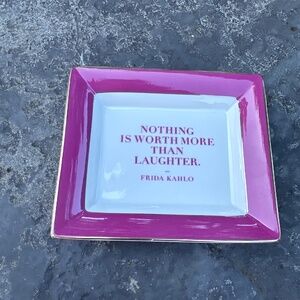 NOTHING
IS WORTH MORE
THAN
LAUGHTER.
—
FRIDA KAHLO